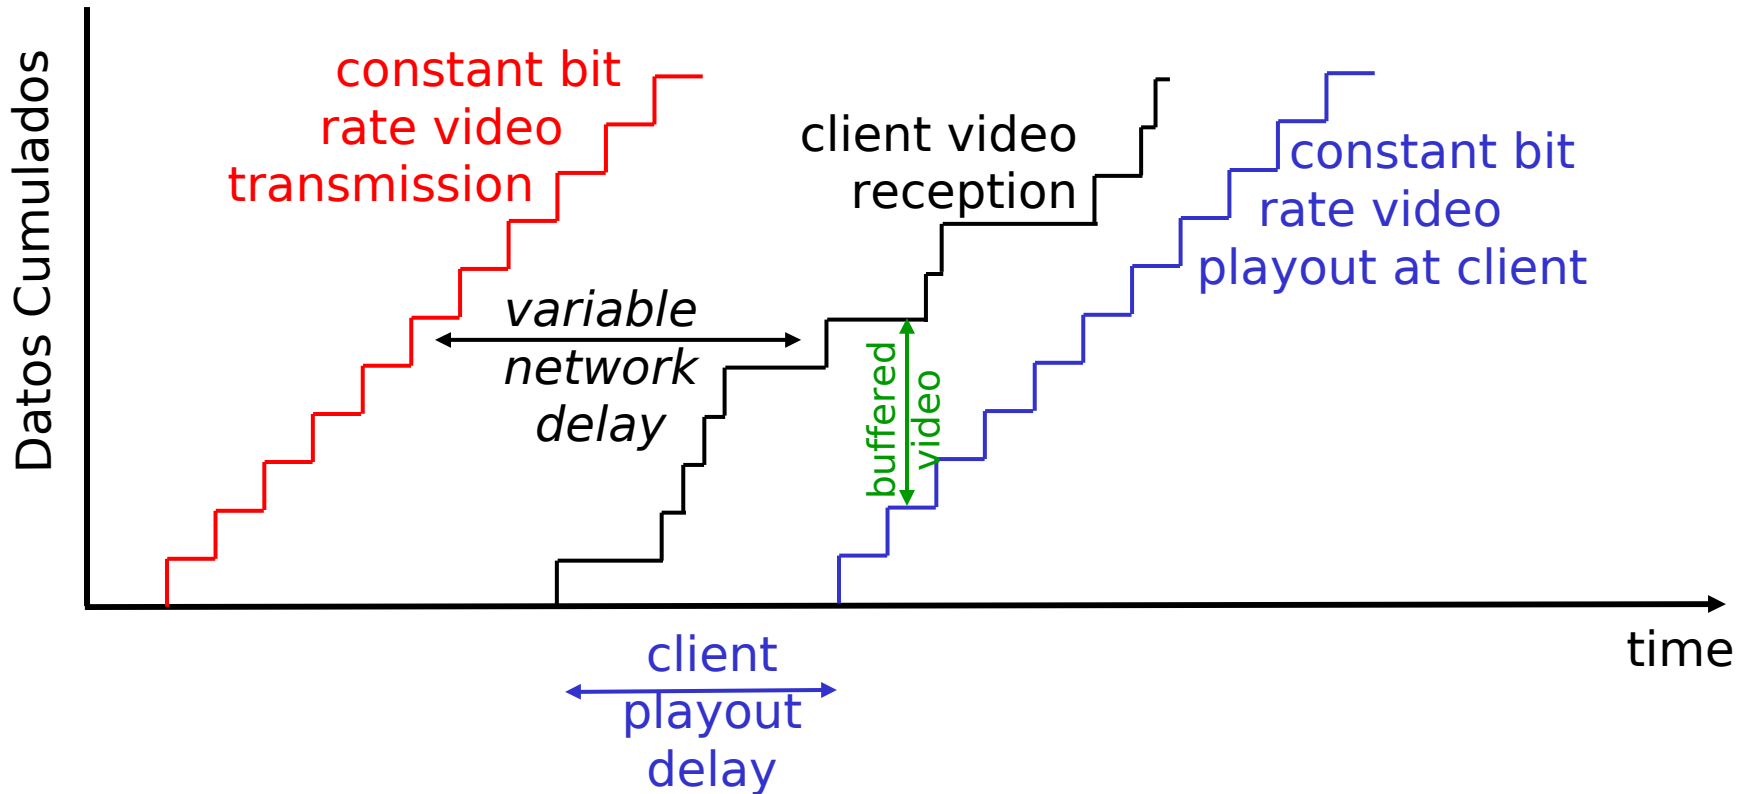 Datos Cumulados
constant bit
rate video
transmission
variable
network
delay
client video
reception
buffered
video
constant bit
rate video
playout at client
time
client
playout
delay